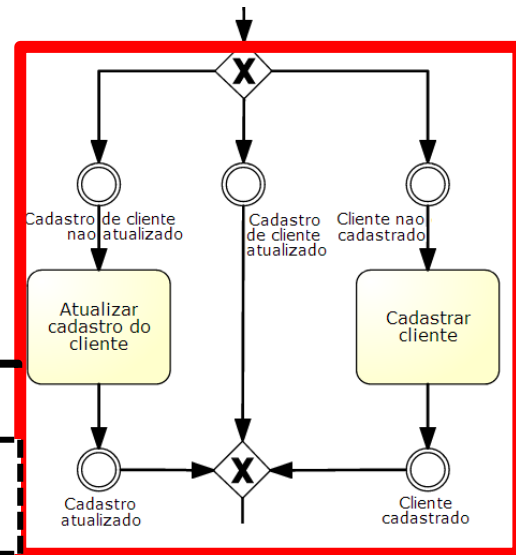 X
Cadastro de cliente
nao atualizado
Cadastro
de cliente
atualizado
Cliente nao
cadastrado
Atualizar
cadastro do
cliente
Cadastrar
cliente
X
Cadastro
atualizado
Cliente
cadastrado